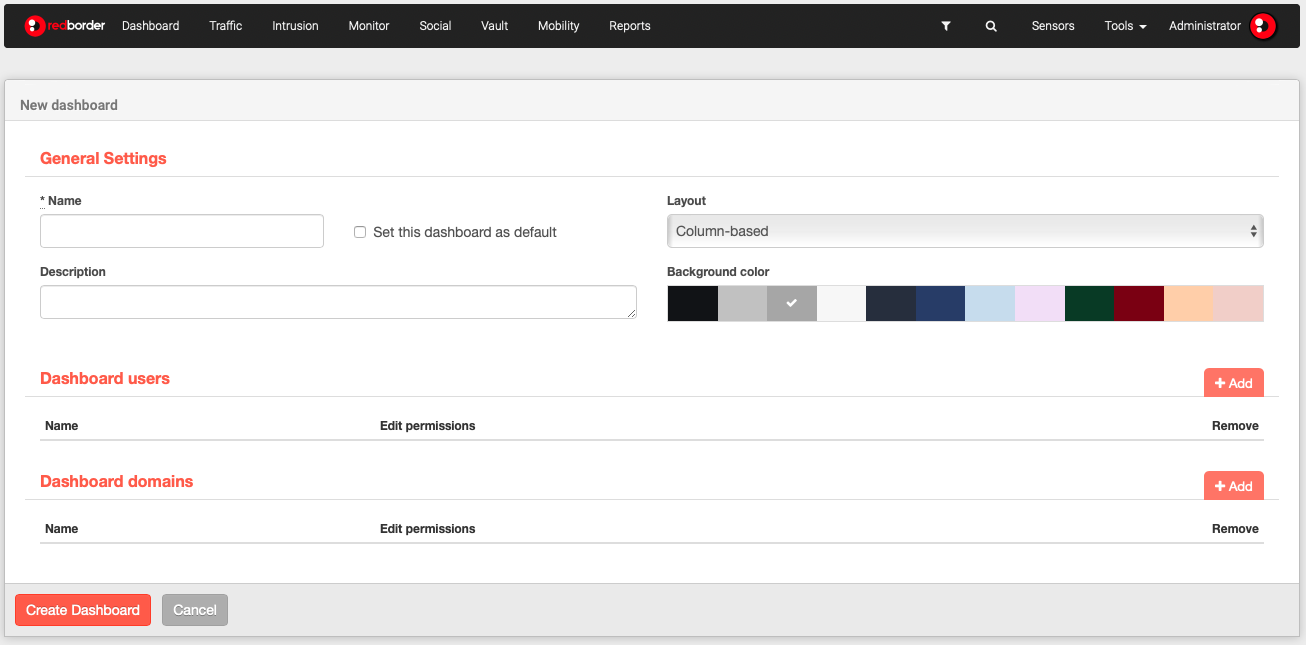 redborder Dashboard Traffic Intrusion Monitor Social Vault Mobility Reports Sensors Tools Administrator
New dashboard
General Settings
* Name
Layout
Set this dashboard as default
Column-based
Description
Background color
Dashboard users
+ Add
Name Edit permissions Remove
Dashboard domains
+ Add
Name Edit permissions Remove
Create Dashboard Cancel